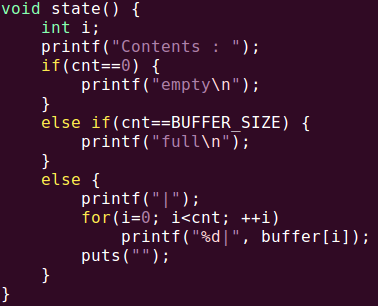 void state() {
    int i;
    printf("Contents : ");
    if(cnt==0) {
        printf("empty\n");
    }
    else if(cnt==BUFFER_SIZE) {
        printf("full\n");
    }
    else {
        printf("|");
        for(i=0; i<cnt; ++i)
            printf("%d|", buffer[i]);
        puts("");
    }
}